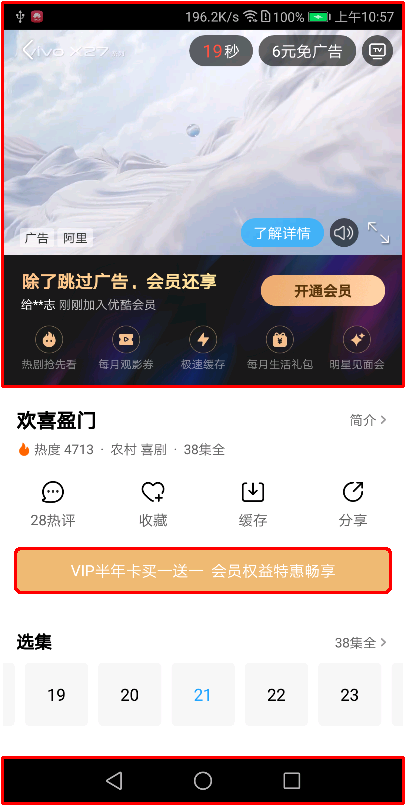 196.2K/s 100% 上午10:57
vivo X27
19秒 6元免广告
广告 阿里 了解详情
除了跳过广告，会员还享
给**志 刚刚加入优酷会员
开通会员
热剧抢先看 每月观影券 极速缓存 每月生活礼包 明星见面会
欢喜盈门 简介 >
热度 4713 · 农村 喜剧 · 38集全
28热评 收藏 缓存 分享
VIP半年卡买一送一 会员权益特惠畅享
选集 38集全 >
19 20 21 22 23